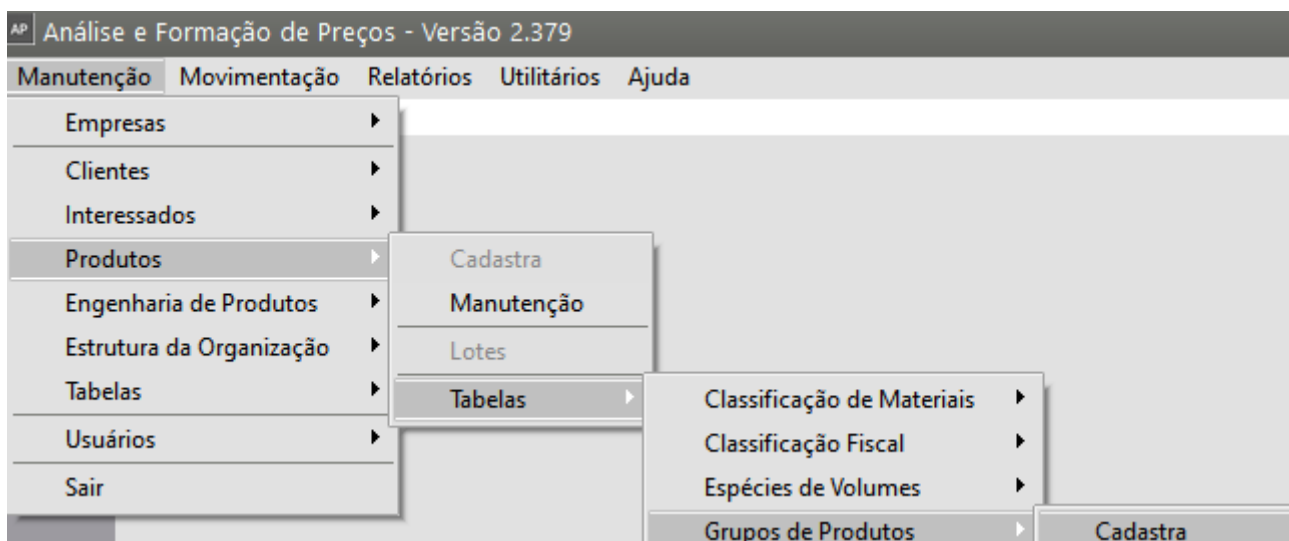 AP Análise e Formação de Preços - Versão 2.379
Manutenção Movimentação Relatórios Utilitários Ajuda
Empresas
Clientes
Interessados
Produtos
Engenharia de Produtos
Estrutura da Organização
Tabelas
Usuários
Sair
Cadastra
Manutenção
Lotes
Tabelas
Classificação de Materiais
Classificação Fiscal
Espécies de Volumes
Grupos de Produtos
Cadastra